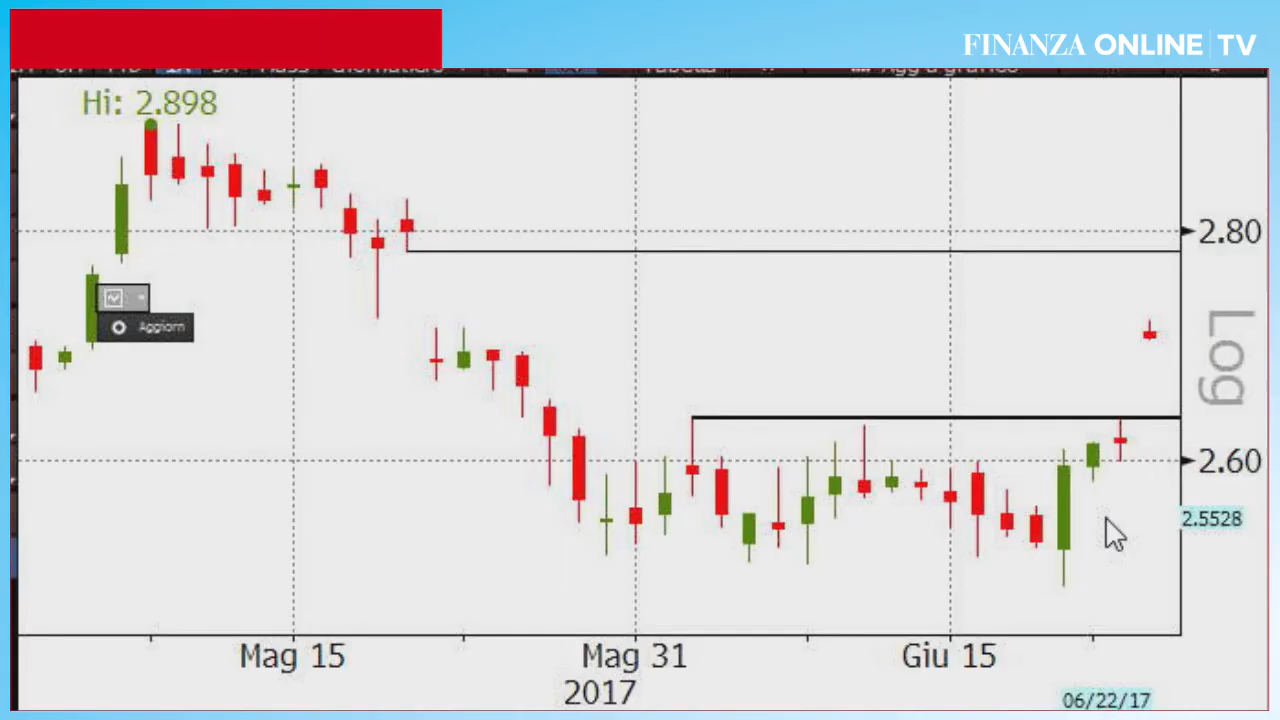 FINANZA ONLINE TV
Hi: 2.898
2.80
Aggiorn
Log
2.60
2.5528
Mag 15
Mag 31
Giu 15
2017
06/22/17